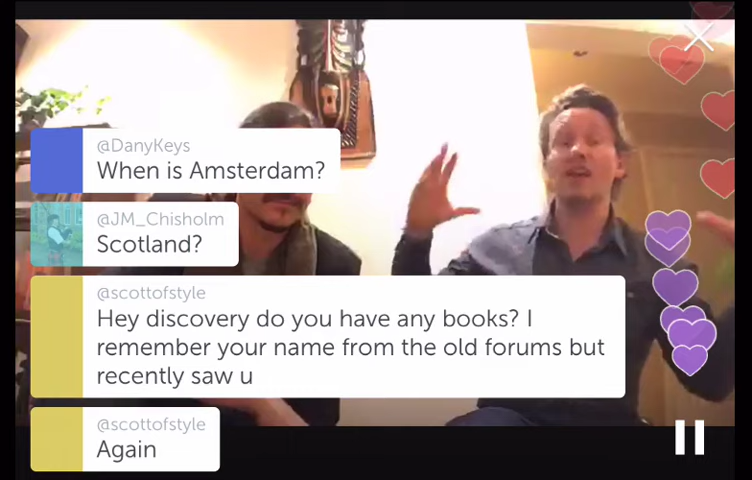 @DanyKeys
When is Amsterdam?
@JM_Chisholm
Scotland?
@scottofstyle
Hey discovery do you have any books? I
remember your name from the old forums but
recently saw u
@scottofstyle
Again